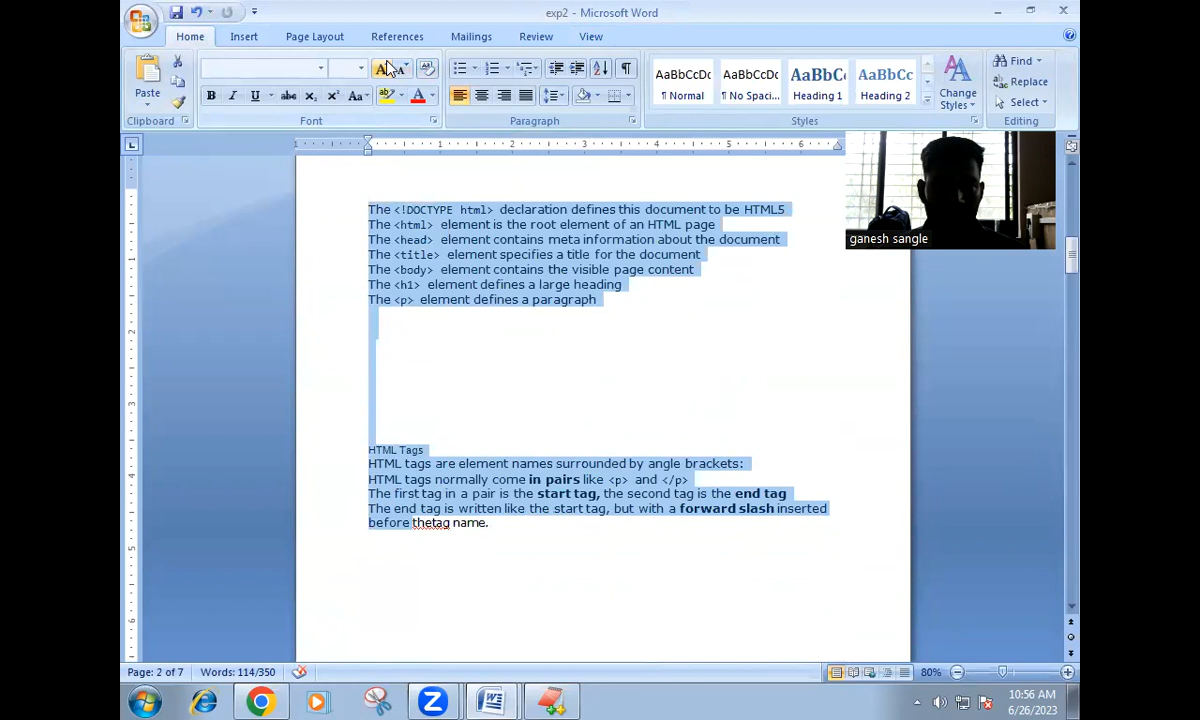 exp2 - Microsoft Word
Home Insert Page Layout References Mailings Review View
Paste
Clipboard
Font
Paragraph
AaBbCcDc AaBbCcDc AaBbCc AaBbCc
¶ Normal ¶ No Spaci... Heading 1 Heading 2
Change
Styles
Styles
Find
Replace
Select
Editing
1 1 2 3 4 5 6
ganesh sangle
The <!DOCTYPE html> declaration defines this document to be HTML5
The <html> element is the root element of an HTML page
The <head> element contains meta information about the document
The <title> element specifies a title for the document
The <body> element contains the visible page content
The <h1> element defines a large heading
The <p> element defines a paragraph
HTML Tags
HTML tags are element names surrounded by angle brackets:
HTML tags normally come in pairs like <p> and </p>
The first tag in a pair is the start tag, the second tag is the end tag
The end tag is written like the start tag, but with a forward slash inserted
before thetag name.
Page: 2 of 7 Words: 114/350 80%
10:56 AM
6/26/2023